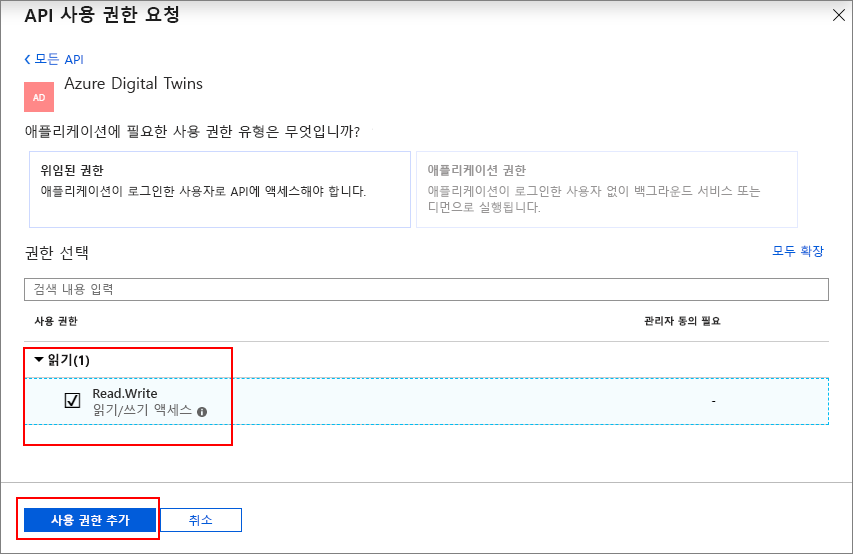 API 사용 권한 요청
모든 API
AD
Azure Digital Twins
애플리케이션에 필요한 사용 권한 유형은 무엇입니까?
위임된 권한
애플리케이션이 로그인한 사용자로 API에 액세스해야 합니다.
애플리케이션 권한
애플리케이션이 로그인한 사용자 없이 백그라운드 서비스 또는
디먼으로 실행됩니다.
권한 선택
모두 확장
검색 내용 입력
사용 권한
관리자 동의 필요
읽기(1)
Read.Write
읽기/쓰기 액세스
-
사용 권한 추가
취소